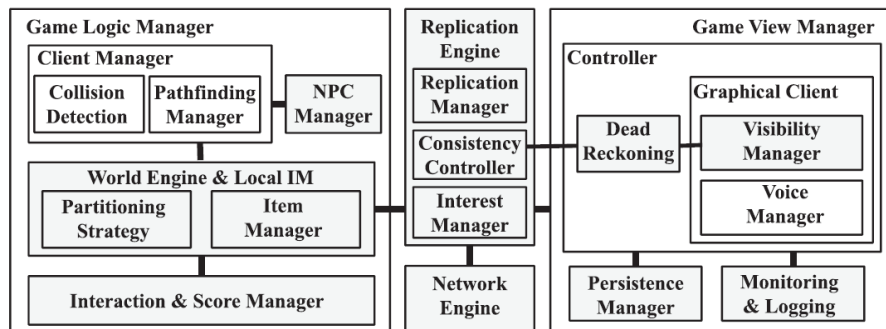 Game Logic Manager
Client Manager
Collision
Detection
Pathfinding
Manager
NPC
Manager
World Engine & Local IM
Partitioning
Strategy
Item
Manager
Interaction & Score Manager
Replication
Engine
Replication
Manager
Consistency
Controller
Interest
Manager
Network
Engine
Game View Manager
Controller
Graphical Client
Dead
Reckoning
Visibility
Manager
Voice
Manager
Persistence
Manager
Monitoring
& Logging